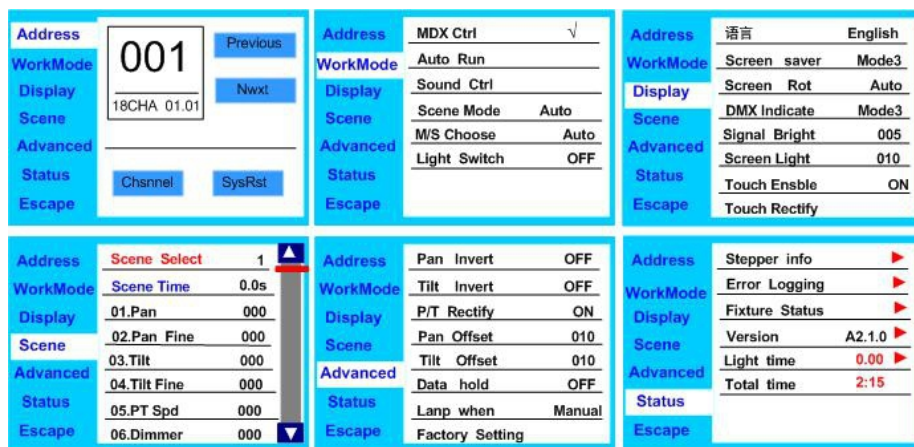 Address
WorkMode
Display
Scene
Advanced
Status
Escape
001
18CHA 01.01
Previous
Nwxt
Chsnnel
SysRst
Address
WorkMode
Display
Scene
Advanced
Status
Escape
MDX Ctrl √
Auto Run
Sound Ctrl
Scene Mode Auto
M/S Choose Auto
Light Switch OFF
Address
WorkMode
Display
Scene
Advanced
Status
Escape
语言 English
Screen saver Mode3
Screen Rot Auto
DMX Indicate Mode3
Signal Bright 005
Screen Light 010
Touch Ensble ON
Touch Rectify
Address
WorkMode
Display
Scene
Advanced
Status
Escape
Scene Select 1
Scene Time 0.0s
01.Pan 000
02.Pan Fine 000
03.Tilt 000
04.Tilt Fine 000
05.PT Spd 000
06.Dimmer 000
Address
WorkMode
Display
Scene
Advanced
Status
Escape
Pan Invert OFF
Tilt Invert OFF
P/T Rectify ON
Pan Offset 010
Tilt Offset 010
Data hold OFF
Lanp when Manual
Factory Setting
Address
WorkMode
Display
Scene
Advanced
Status
Escape
Stepper info
Error Logging
Fixture Status
Version A2.1.0
Light time 0.00
Total time 2:15